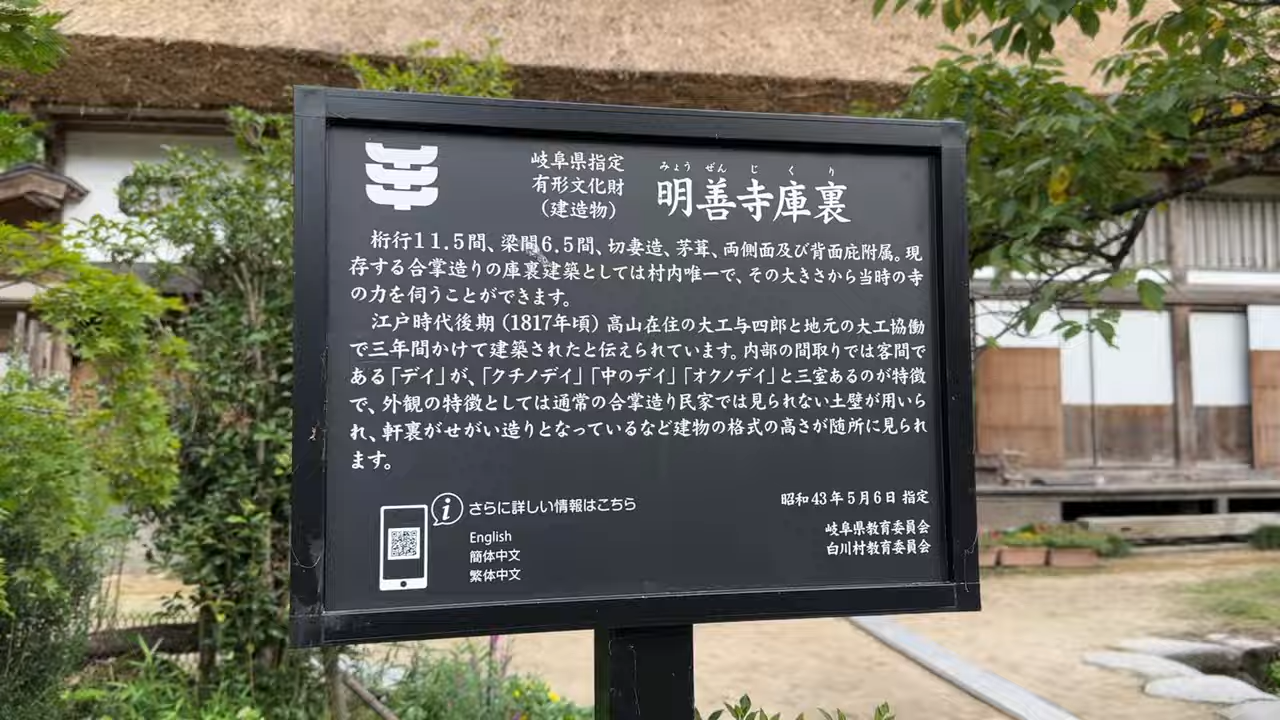 岐阜県指定
有形文化財
（建造物）
みょう ぜん じ く り
明善寺庫裏
桁行11.5間、梁間6.5間、切妻造、茅葺、両側面及び背面庇附属。現
存する合掌造りの庫裏建築としては村内唯一で、その大きさから当時の寺
の力を伺うことができます。
江戸時代後期（1817年頃）高山在住の大工与四郎と地元の大工協働
で三年間かけて建築されたと伝えられています。内部の間取りでは客間で
ある「デイ」が、「クチノデイ」「中のデイ」「オクノデイ」と三室あるのが特徴
で、外観の特徴としては通常の合掌造り民家では見られない土壁が用いら
れ、軒裏がせがい造りとなっているなど建物の格式の高さが随所に見られ
ます。
i さらに詳しい情報はこちら
English
簡体中文
繁体中文
昭和43年5月6日 指定
岐阜県教育委員会
白川村教育委員会